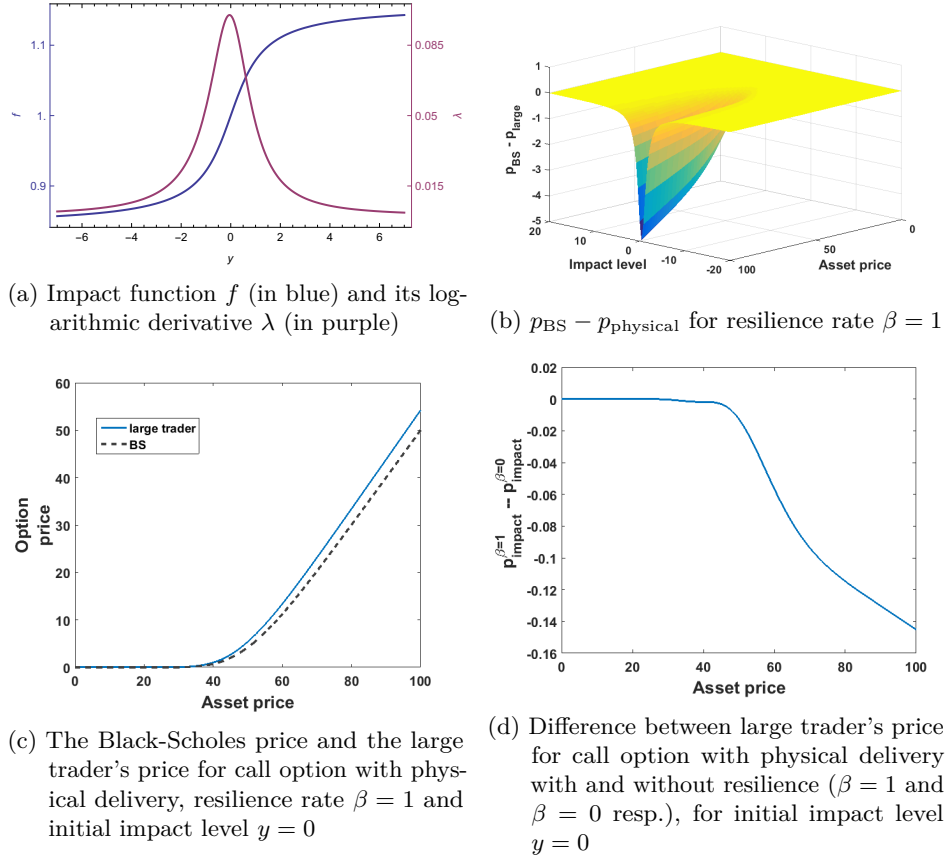 1.1
1.
0.9
f
0.085
0.05
0.015
λ
−6 −4 −2 0 2 4 6
y
(a) Impact function f (in blue) and its log-
arithmic derivative λ (in purple)
1
0
-1
-2
-3
-4
-5
p_BS - p_large
20 10 0 -10 -20
Impact level
100 50 0
Asset price
(b) p_BS − p_physical for resilience rate β = 1
60
50
40
30
20
10
0
Option
price
large trader
BS
0 20 40 60 80 100
Asset price
(c) The Black-Scholes price and the large
trader's price for call option with phys-
ical delivery, resilience rate β = 1 and
initial impact level y = 0
0.02
0
-0.02
-0.04
-0.06
-0.08
-0.1
-0.12
-0.14
-0.16
p^β=1_impact − p^β=0_impact
0 20 40 60 80 100
Asset price
(d) Difference between large trader's price
for call option with physical delivery
with and without resilience (β = 1 and
β = 0 resp.), for initial impact level
y = 0